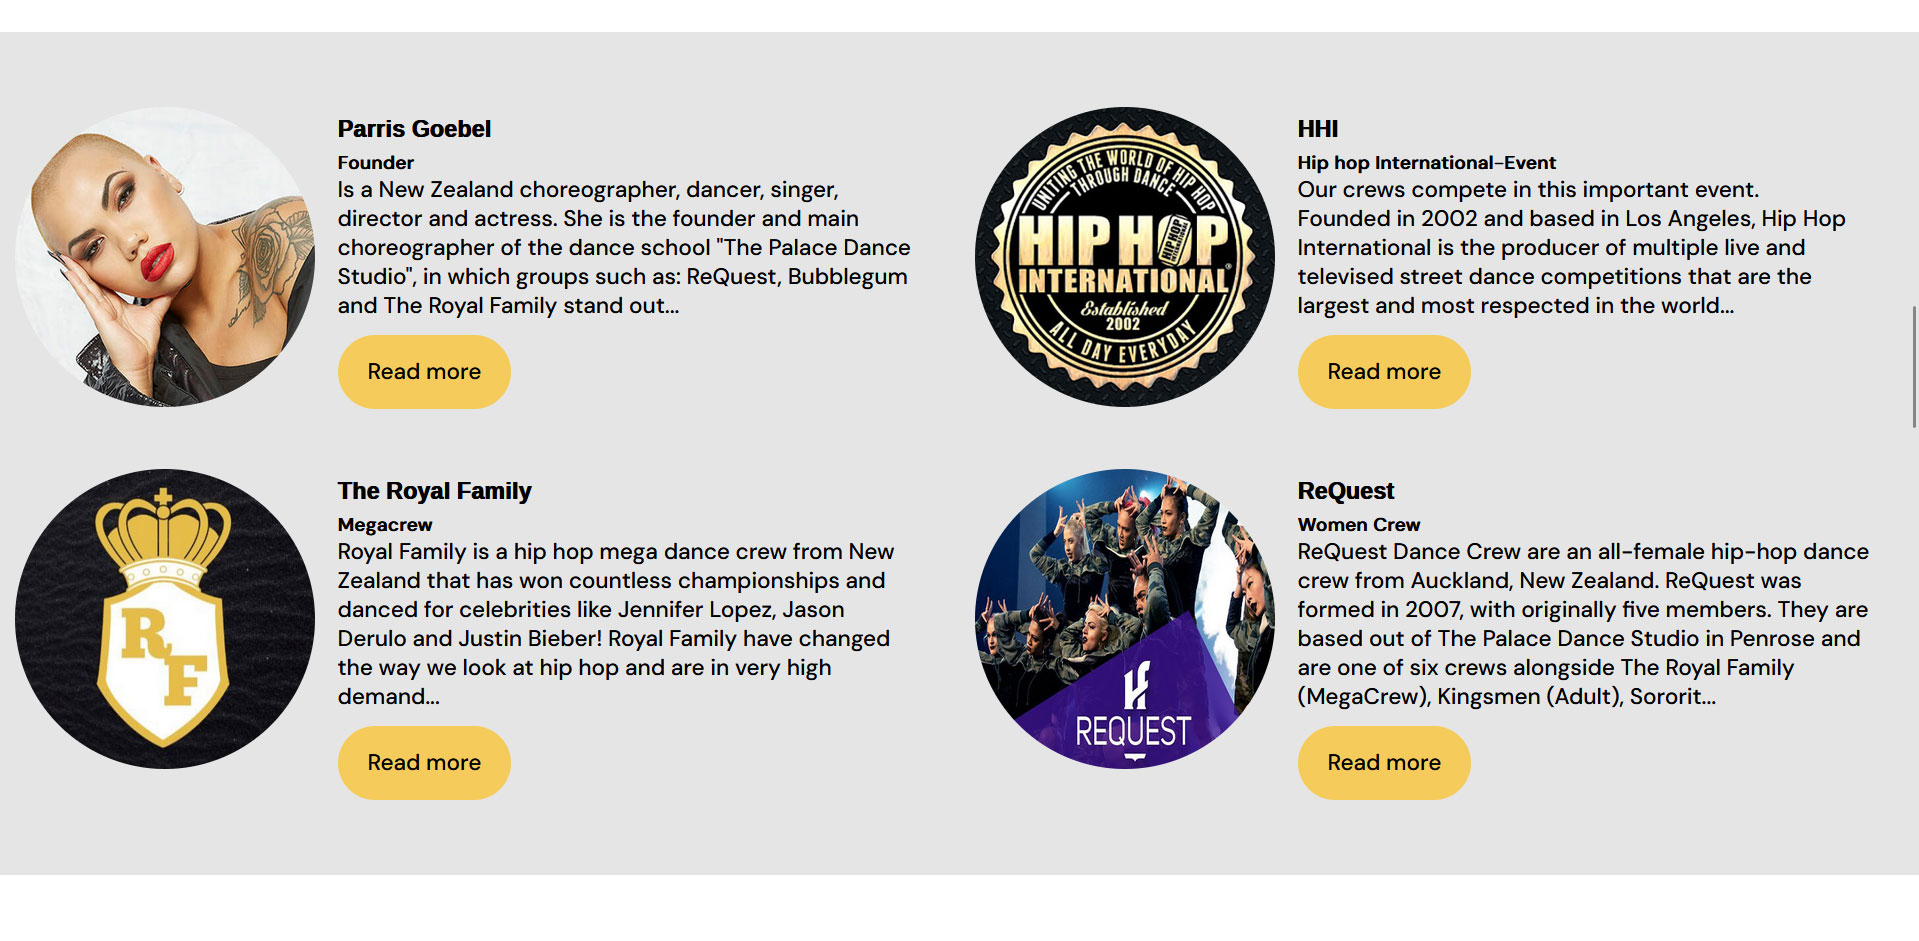 Parris Goebel
Founder
Is a New Zealand choreographer, dancer, singer,
director and actress. She is the founder and main
choreographer of the dance school "The Palace Dance
Studio", in which groups such as: ReQuest, Bubblegum
and The Royal Family stand out...
Read more
UNITING THE WORLD OF HIP HOP
THROUGH DANCE
HIP HOP
INTERNATIONAL®
Established
2002
ALL DAY EVERYDAY
HHI
Hip hop International-Event
Our crews compete in this important event.
Founded in 2002 and based in Los Angeles, Hip Hop
International is the producer of multiple live and
televised street dance competitions that are the
largest and most respected in the world...
Read more
RF
The Royal Family
Megacrew
Royal Family is a hip hop mega dance crew from New
Zealand that has won countless championships and
danced for celebrities like Jennifer Lopez, Jason
Derulo and Justin Bieber! Royal Family have changed
the way we look at hip hop and are in very high
demand...
Read more
REQUEST
ReQuest
Women Crew
ReQuest Dance Crew are an all-female hip-hop dance
crew from Auckland, New Zealand. ReQuest was
formed in 2007, with originally five members. They are
based out of The Palace Dance Studio in Penrose and
are one of six crews alongside The Royal Family
(MegaCrew), Kingsmen (Adult), Sororit...
Read more